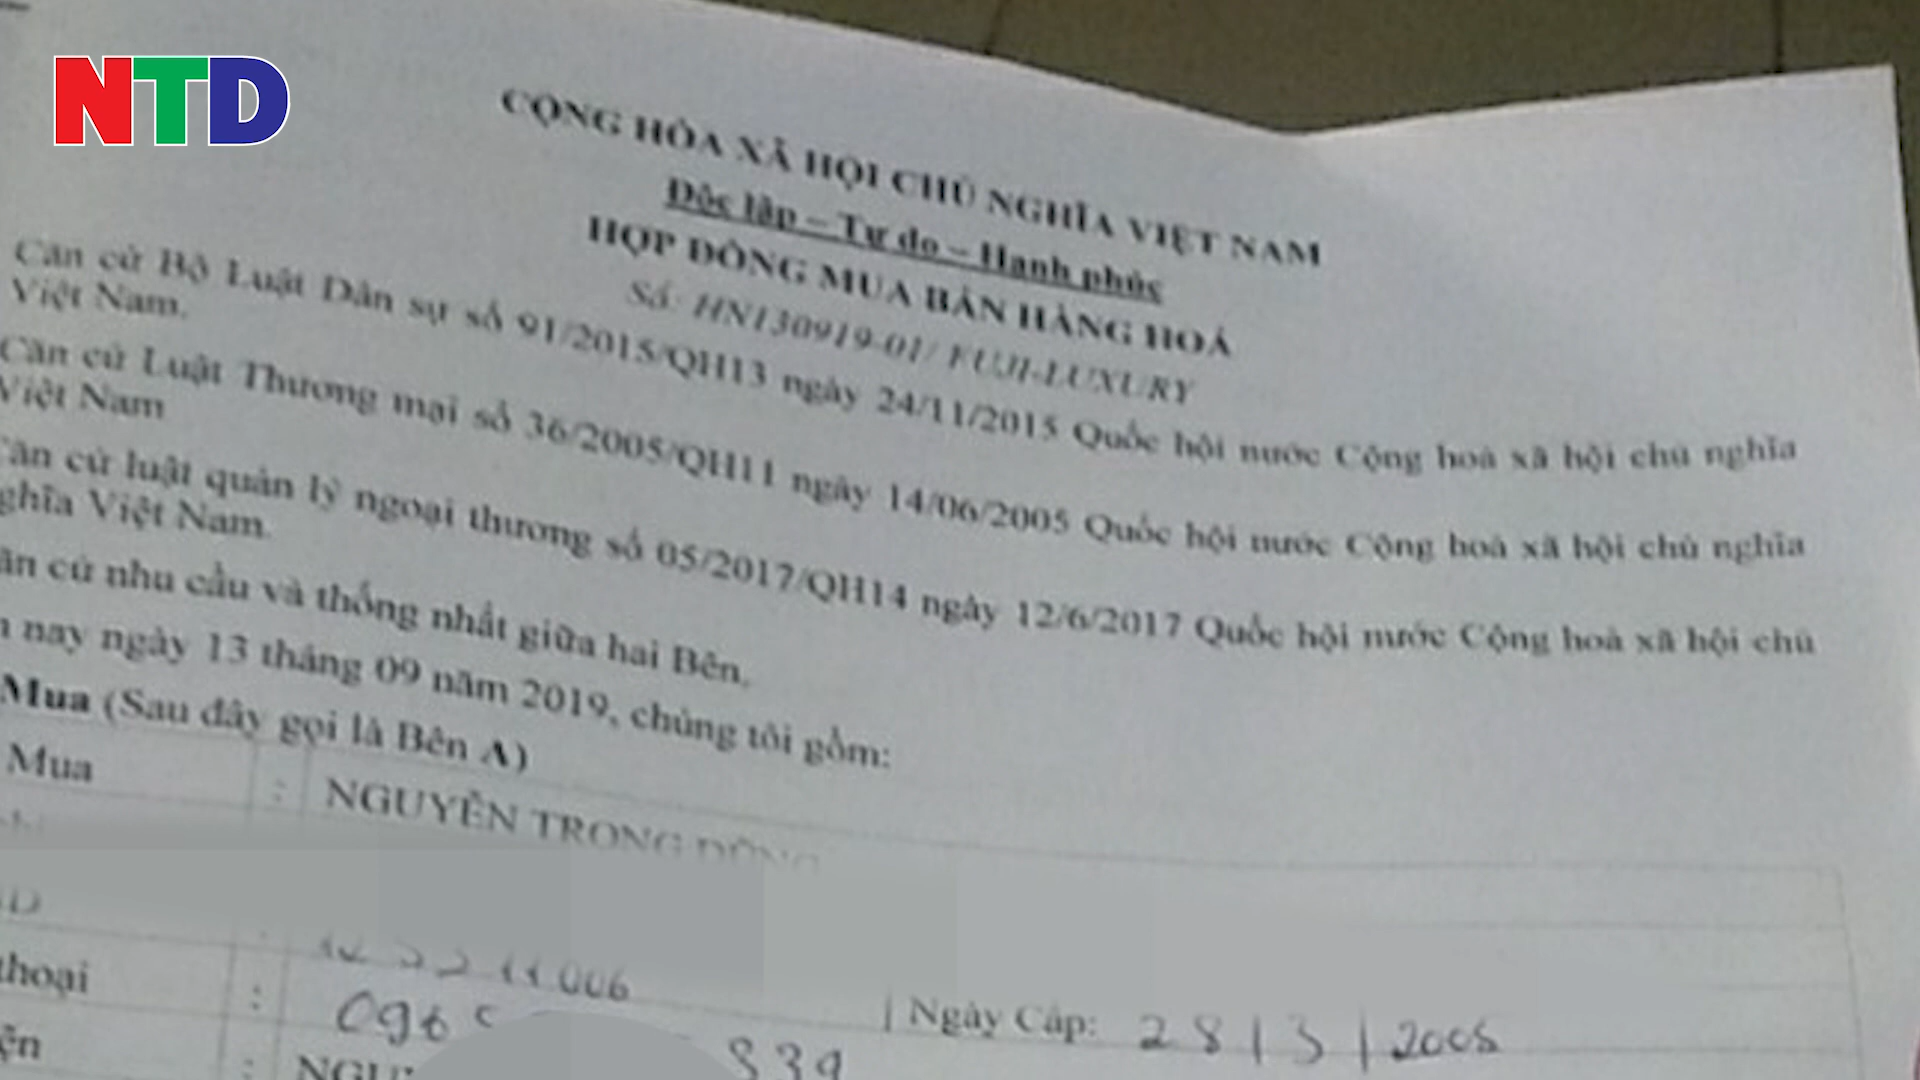 NTD
CỘNG HÒA XÃ HỘI CHỦ NGHĨA VIỆT NAM
Độc lập – Tự do – Hạnh phúc
HỢP ĐỒNG MUA BÁN HÀNG HOÁ
Số: HN130919-01/ FUJI-LUXURY
Căn cứ Bộ Luật Dân sự số 91/2015/QH13 ngày 24/11/2015 Quốc hội nước Cộng hoà xã hội chủ nghĩa
Việt Nam.
Căn cứ Luật Thương mại số 36/2005/QH11 ngày 14/06/2005 Quốc hội nước Cộng hoà xã hội chủ nghĩa
Việt Nam
Căn cứ luật quản lý ngoại thương số 05/2017/QH14 ngày 12/6/2017 Quốc hội nước Cộng hoà xã hội chủ
nghĩa Việt Nam.
ăn cứ nhu cầu và thống nhất giữa hai Bên.
nay ngày 13 tháng 09 năm 2019, chúng tôi gồm:
Mua (Sau đây gọi là Bên A)
Mua : NGUYỄN TRỌNG
006 Ngày Cấp: 28/3/2005
thoại : 096 839
ện :